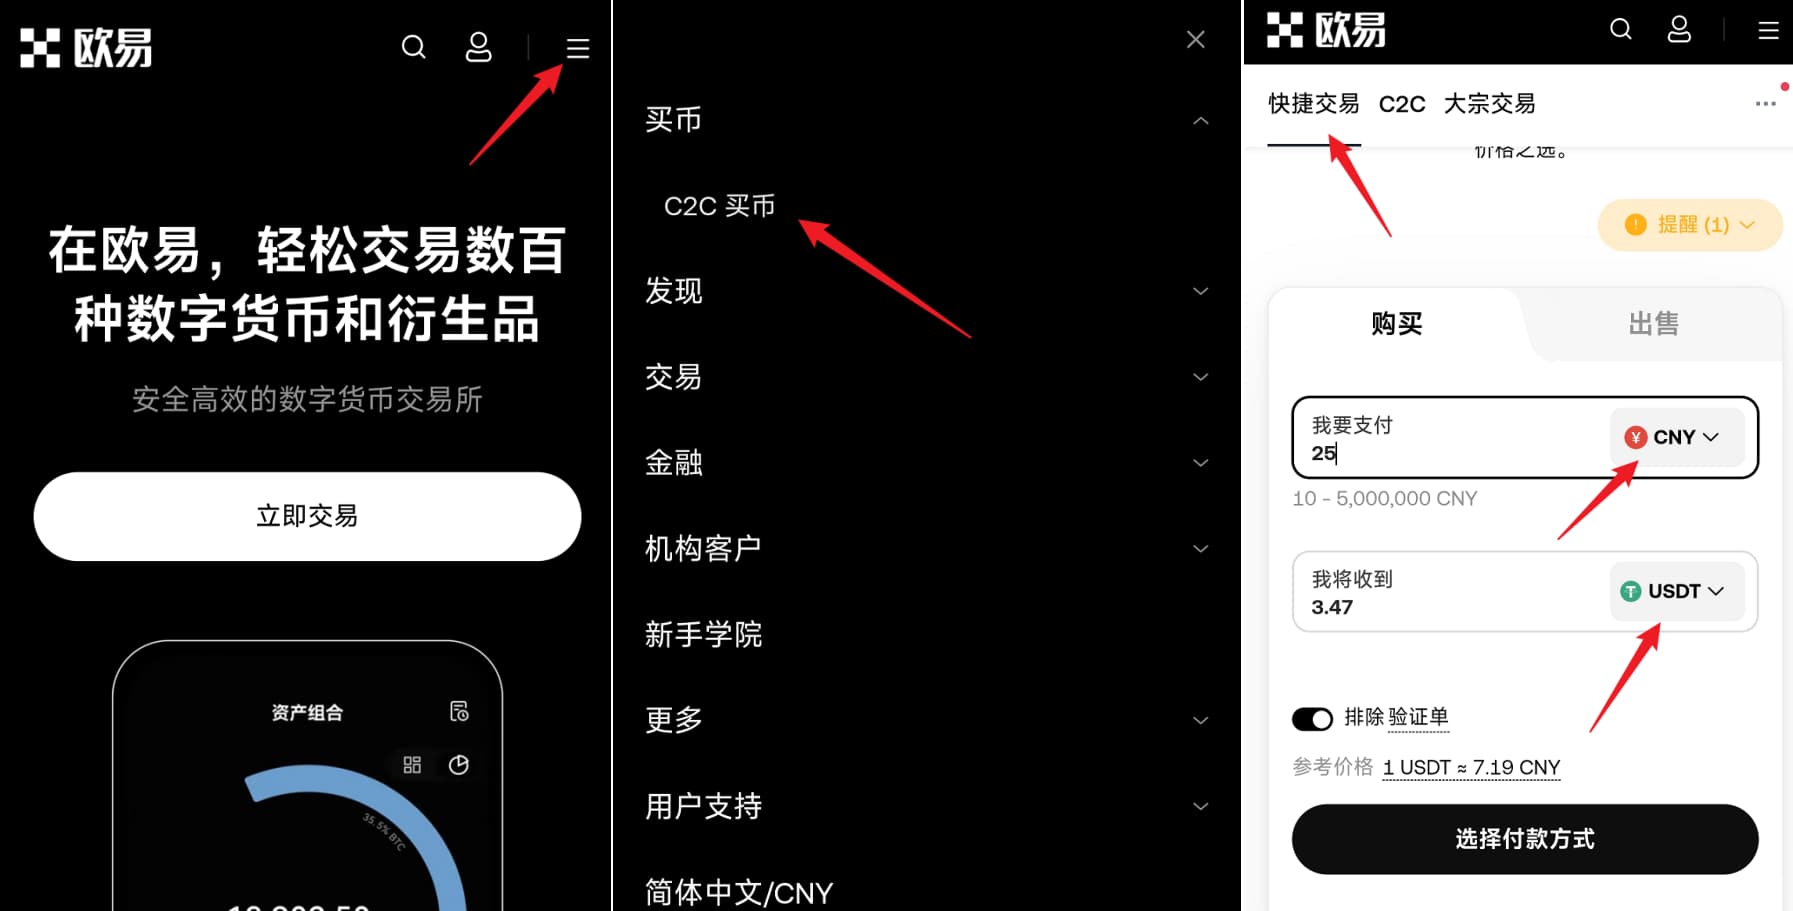 欧易
在欧易，轻松交易数百
种数字货币和衍生品
安全高效的数字货币交易所
立即交易
资产组合
35.5% BTC
买币
C2C 买币
发现
交易
金融
机构客户
新手学院
更多
用户支持
简体中文/CNY
欧易
快捷交易 C2C 大宗交易
价格之选。
提醒 (1)
购买 出售
我要支付
25
CNY
10 - 5,000,000 CNY
我将收到
3.47
USDT
排除 验证单
参考价格 1 USDT ≈ 7.19 CNY
选择付款方式